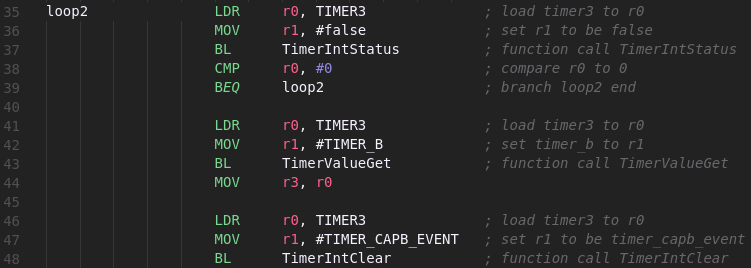 35 loop2 LDR r0, TIMER3 ; load timer3 to r0
36 MOV r1, #false ; set r1 to be false
37 BL TimerIntStatus ; function call TimerIntStatus
38 CMP r0, #0 ; compare r0 to 0
39 BEQ loop2 ; branch loop2 end
40
41 LDR r0, TIMER3 ; load timer3 to r0
42 MOV r1, #TIMER_B ; set timer_b to r1
43 BL TimerValueGet ; function call TimerValueGet
44 MOV r3, r0
45
46 LDR r0, TIMER3 ; load timer3 to r0
47 MOV r1, #TIMER_CAPB_EVENT ; set r1 to be timer_capb_event
48 BL TimerIntClear ; function call TimerIntClear